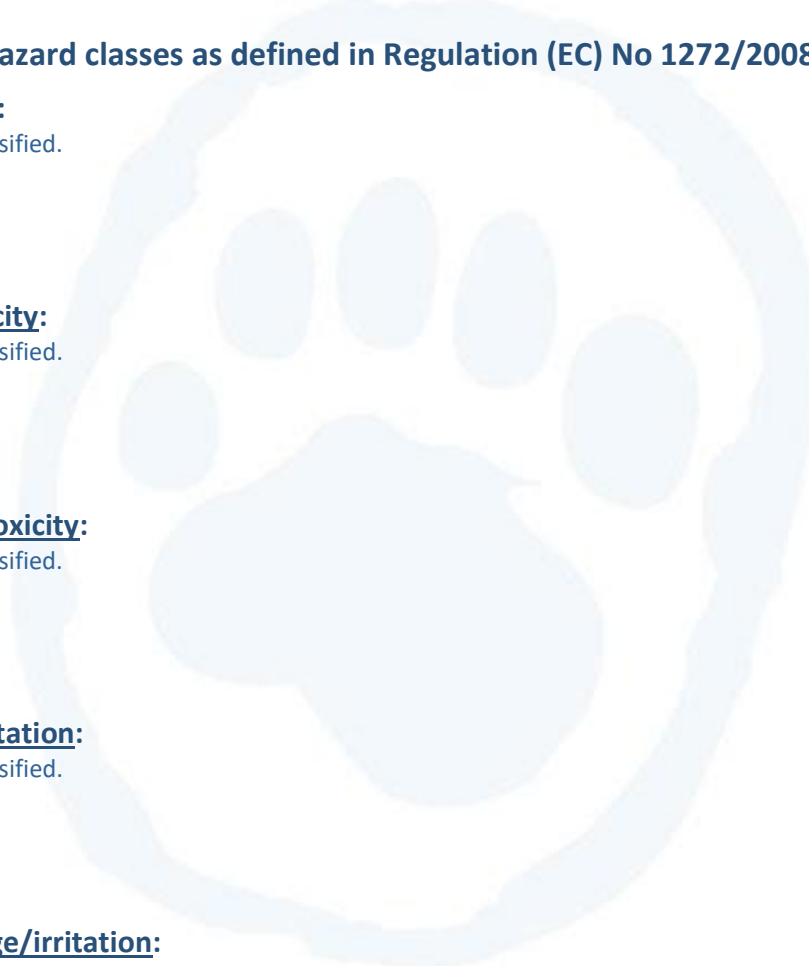 azard classes as defined in Regulation (EC) No 1272/2008
:
sified.
city:
sified.
oxicity:
sified.
tation:
sified.
ge/irritation: